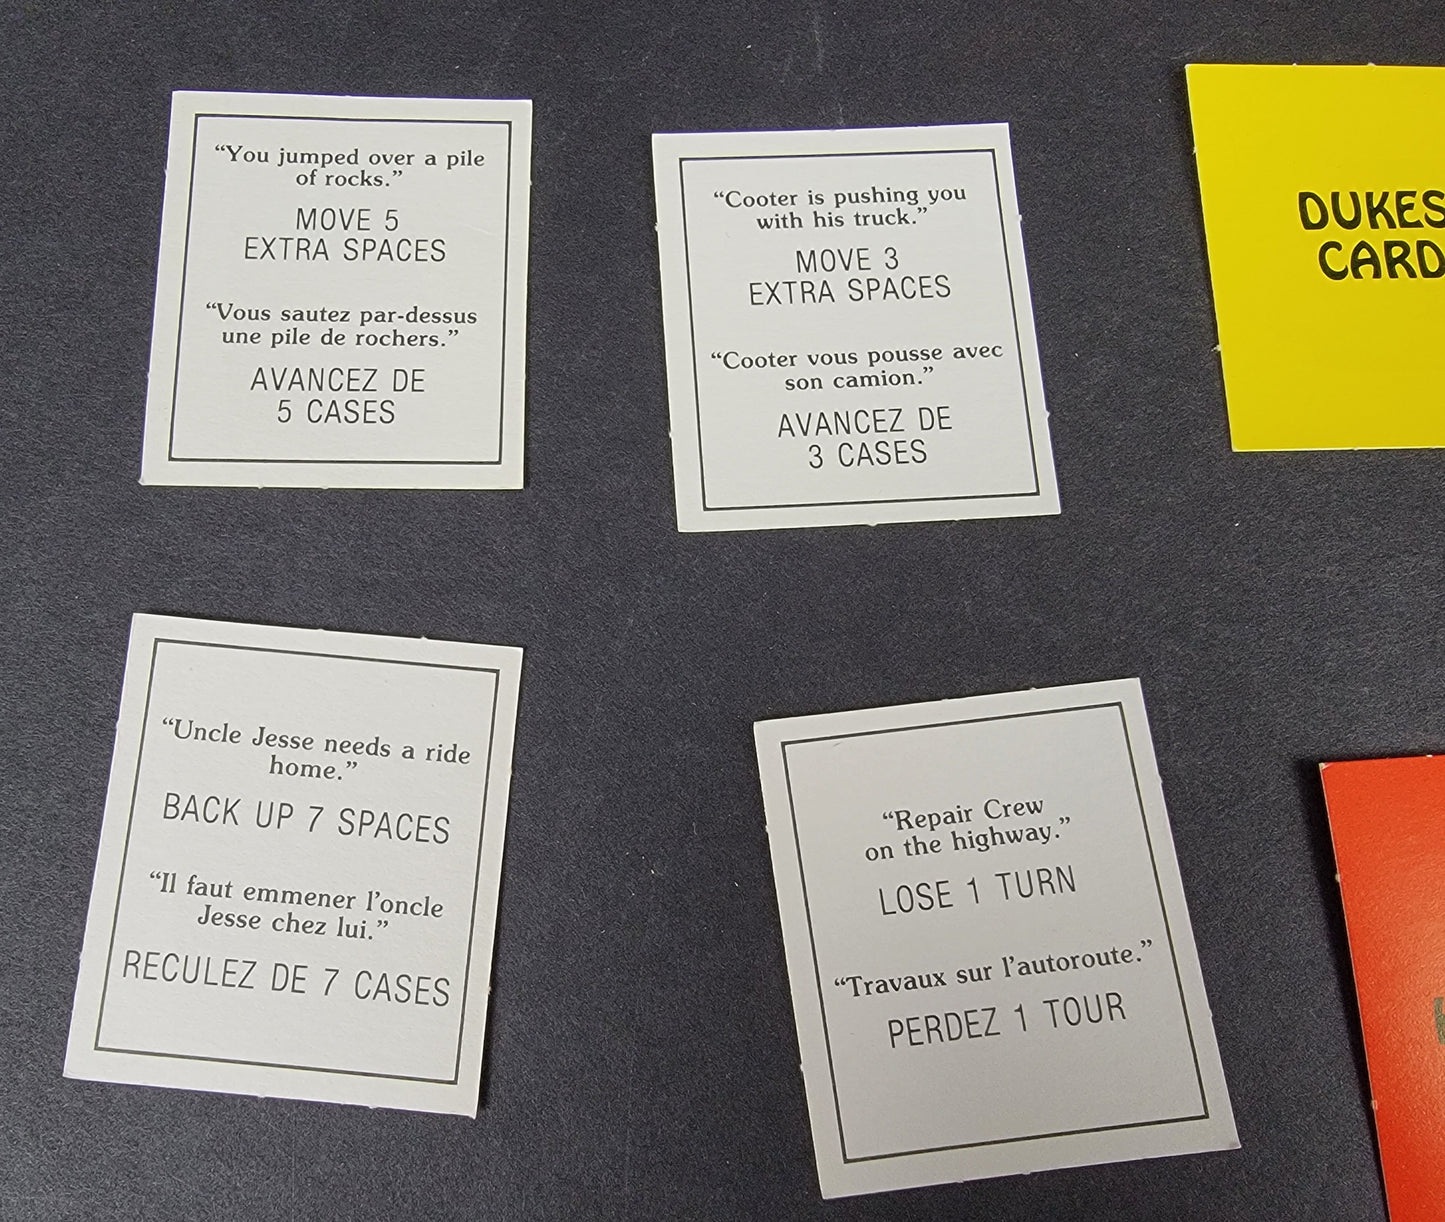 “You jumped over a pile
of rocks.”
MOVE 5
EXTRA SPACES
“Vous sautez par-dessus
une pile de rochers.”
AVANCEZ DE
5 CASES
“Cooter is pushing you
with his truck.”
MOVE 3
EXTRA SPACES
“Cooter vous pousse avec
son camion.”
AVANCEZ DE
3 CASES
DUKES
CARD
“Uncle Jesse needs a ride
home.”
BACK UP 7 SPACES
“Il faut emmener l’oncle
Jesse chez lui.”
RECULEZ DE 7 CASES
“Repair Crew
on the highway.”
LOSE 1 TURN
“Travaux sur l’autoroute.”
PERDEZ 1 TOUR